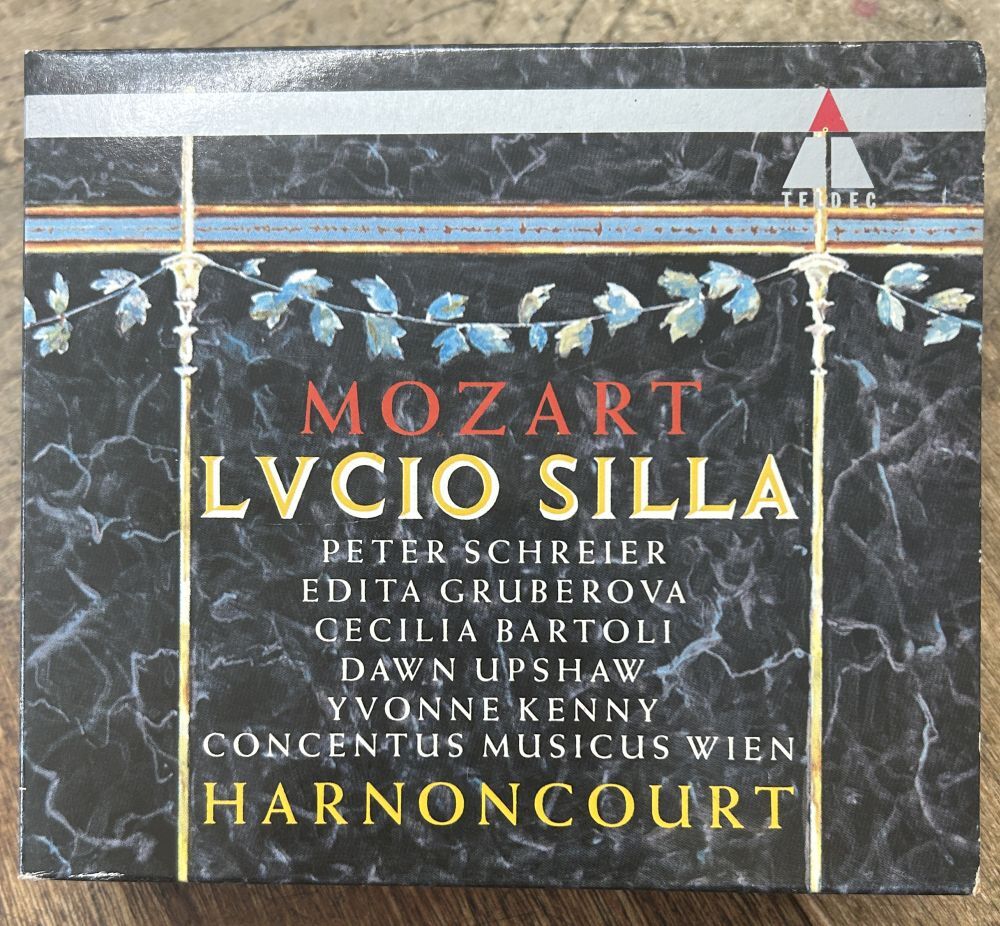 TELDEC
MOZART
LVCIO SILLA
PETER SCHREIER
EDITA GRUBEROVA
CECILIA BARTOLI
DAWN UPSHAW
YVONNE KENNY
CONCENTUS MUSICUS WIEN
HARNONCOURT